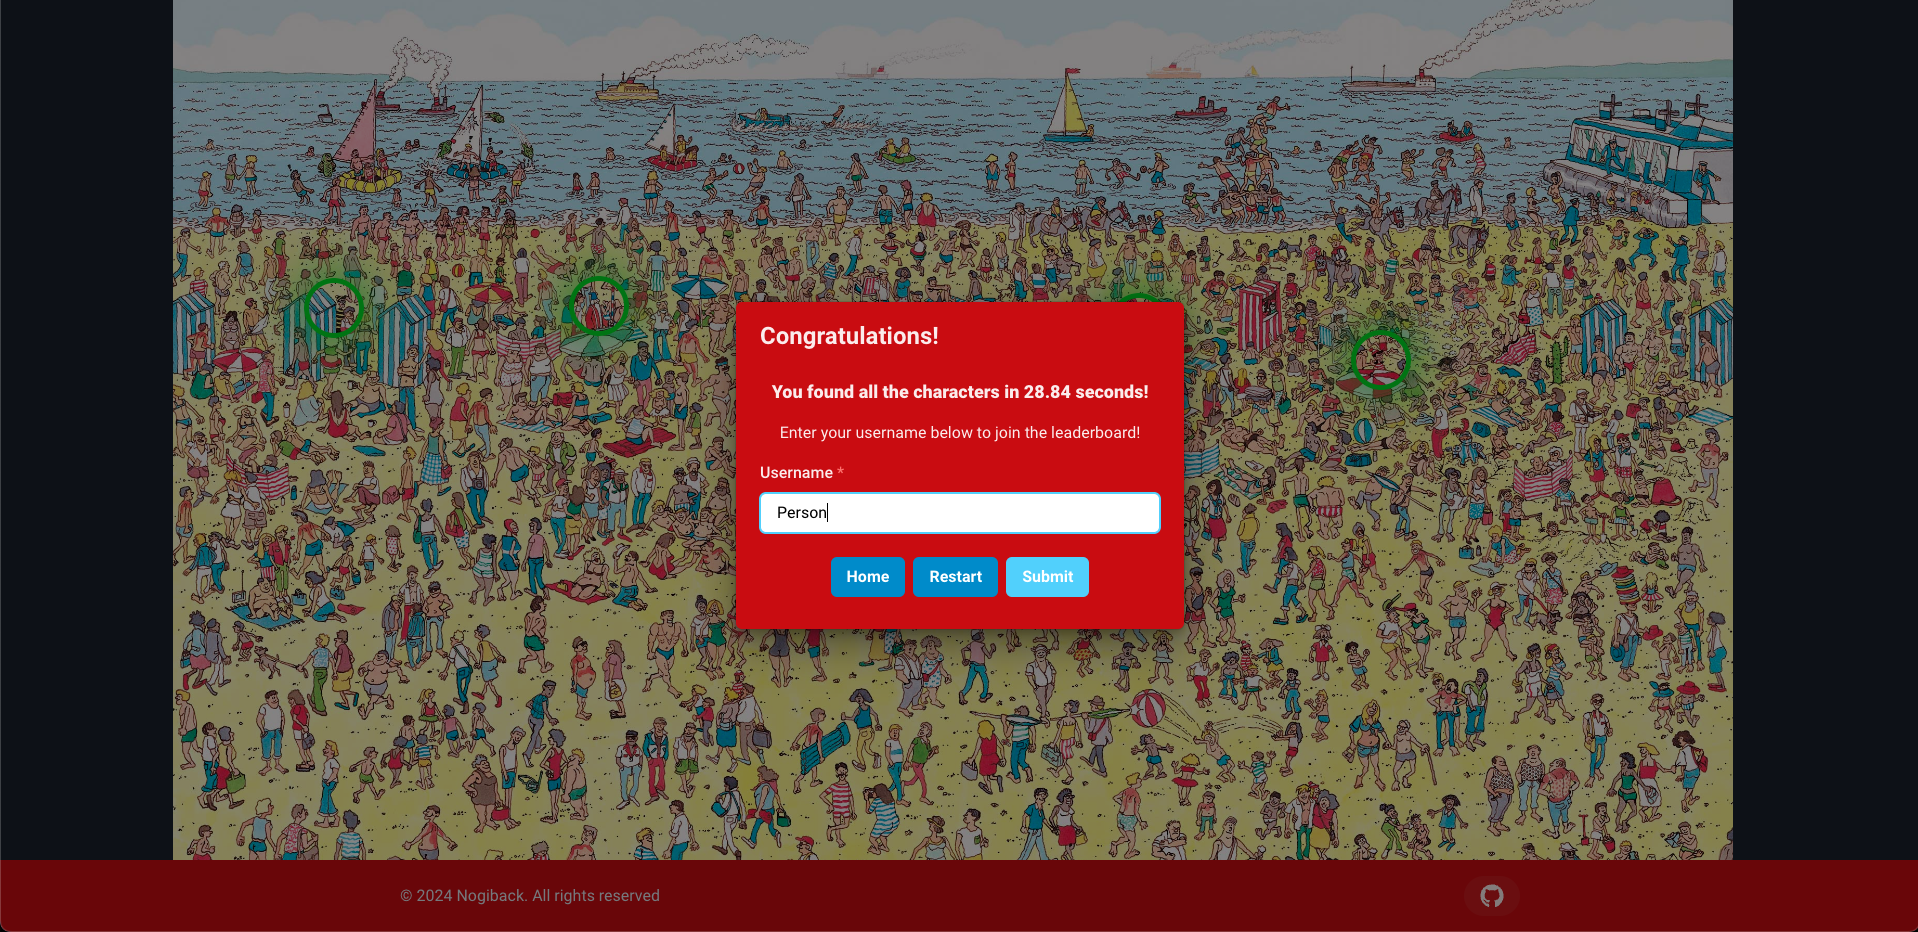 Congratulations!
You found all the characters in 28.84 seconds!
Enter your username below to join the leaderboard!
Username *
Person
Home Restart Submit
© 2024 Nogiback. All rights reserved